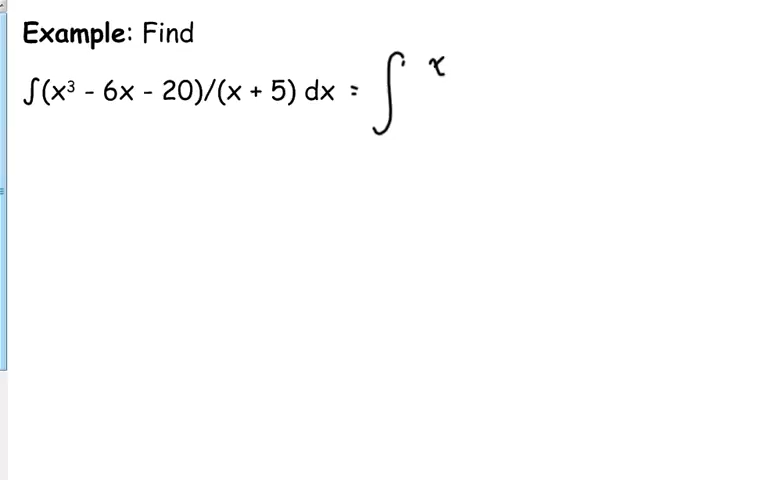 Example: Find
∫(x³ - 6x - 20)/(x + 5) dx = ∫ x